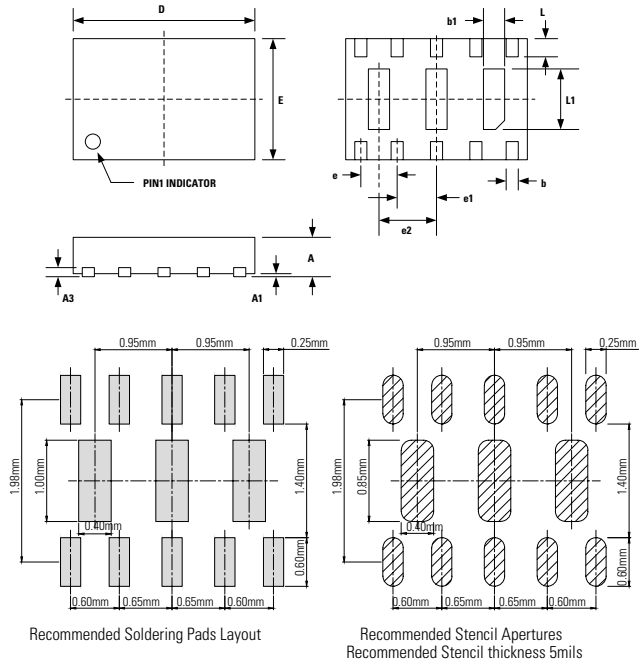 D
b1
L
E
L1
PIN1 INDICATOR
e
b
e1
e2
A
A3
A1
0.95mm
0.95mm
0.25mm
1.98mm
1.00mm
1.40mm
0.40mm
0.60mm
0.60mm
0.65mm
0.65mm
0.60mm
Recommended Soldering Pads Layout
0.95mm
0.95mm
0.25mm
1.98mm
0.85mm
1.40mm
0.40mm
0.60mm
0.60mm
0.65mm
0.65mm
0.60mm
Recommended Stencil Apertures
Recommended Stencil thickness 5mils